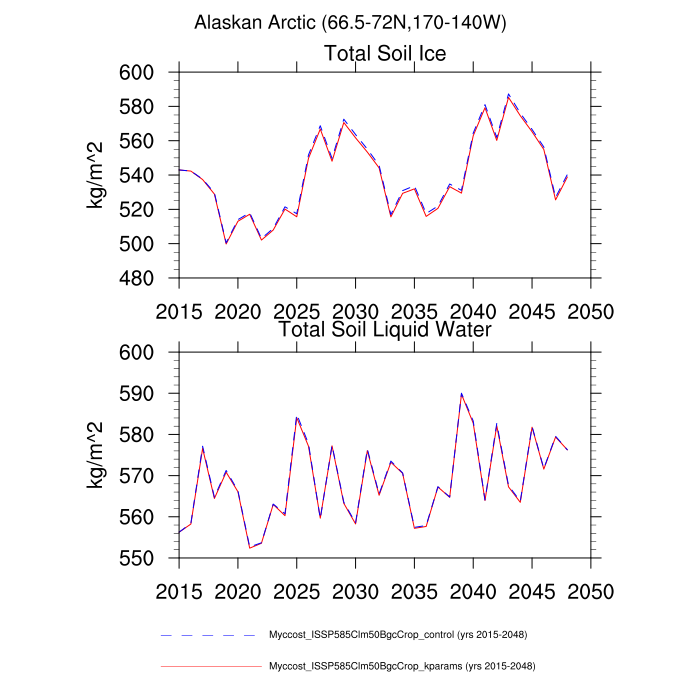 Alaskan Arctic (66.5-72N,170-140W)
Total Soil Ice
600
580
560
540
520
500
480
kg/m^2
2015 2020 2025 2030 2035 2040 2045 2050
Total Soil Liquid Water
600
590
580
570
560
550
kg/m^2
2015 2020 2025 2030 2035 2040 2045 2050
Myccost_ISSP585Clm50BgcCrop_control (yrs 2015-2048)
Myccost_ISSP585Clm50BgcCrop_kparams (yrs 2015-2048)